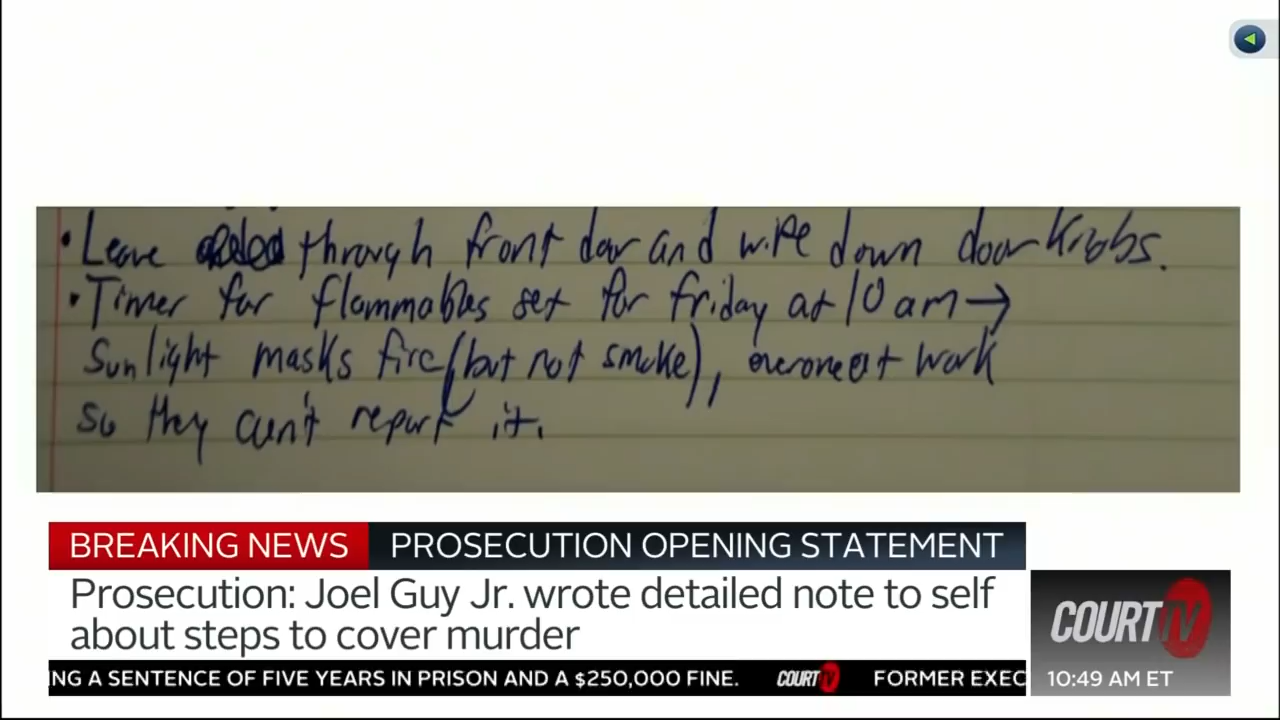 • Leave through front door and wipe down door knobs.
• Timer for flammables set for friday at 10 am →
Sunlight masks fire (but not smoke), everone at work
so they can't report it.
BREAKING NEWS PROSECUTION OPENING STATEMENT
Prosecution: Joel Guy Jr. wrote detailed note to self
about steps to cover murder
COURT TV
NG A SENTENCE OF FIVE YEARS IN PRISON AND A $250,000 FINE. COURT TV FORMER EXEC
10:49 AM ET